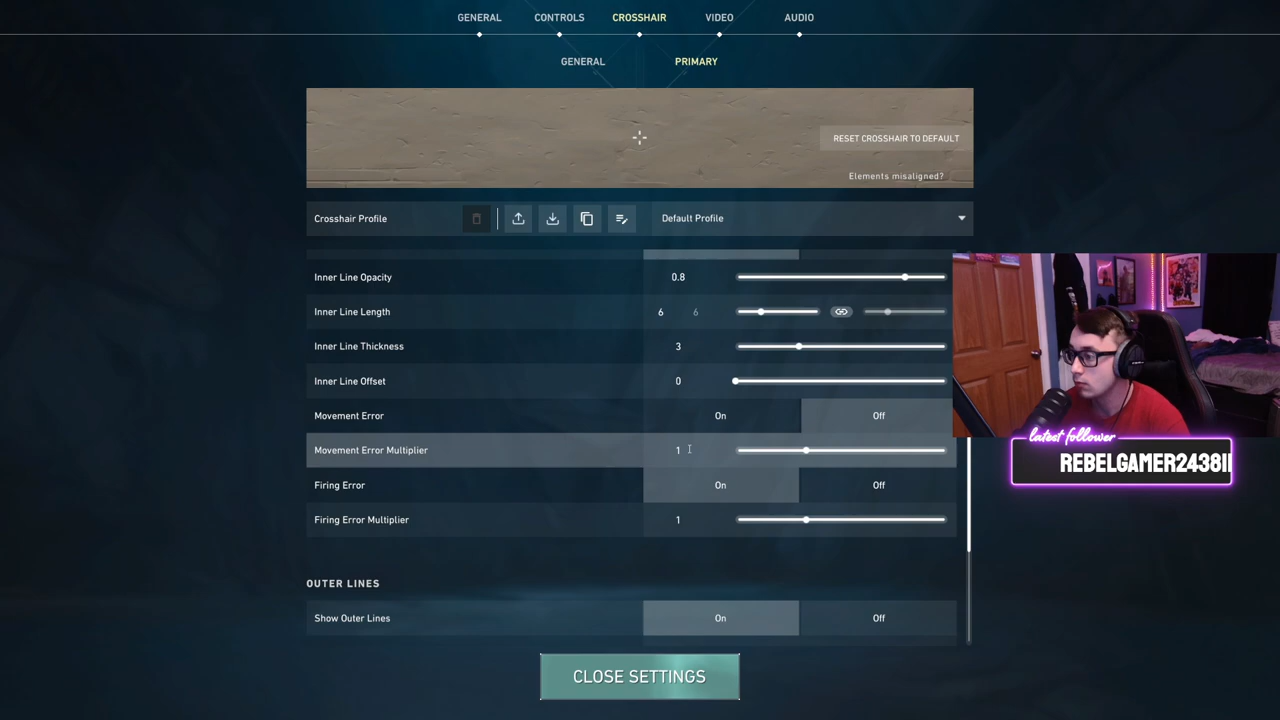 GENERAL CONTROLS CROSSHAIR VIDEO AUDIO
GENERAL PRIMARY
RESET CROSSHAIR TO DEFAULT
Elements misaligned?
Crosshair Profile Default Profile
Inner Line Opacity 0.8
Inner Line Length 6 6
Inner Line Thickness 3
Inner Line Offset 0
Movement Error On Off
Movement Error Multiplier 1
Firing Error On Off
Firing Error Multiplier 1
OUTER LINES
Show Outer Lines On Off
CLOSE SETTINGS
latest follower